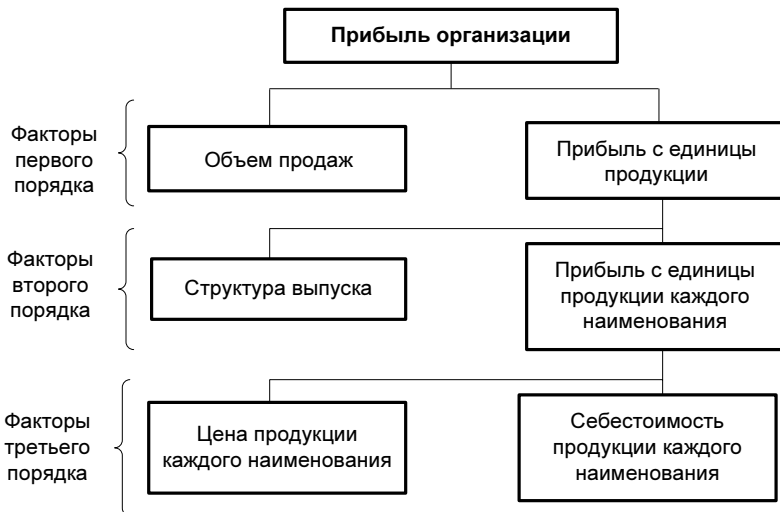 Прибыль организации
Факторы
первого
порядка
Объем продаж
Прибыль с единицы
продукции
Факторы
второго
порядка
Структура выпуска
Прибыль с единицы
продукции каждого
наименования
Факторы
третьего
порядка
Цена продукции
каждого наименования
Себестоимость
продукции каждого
наименования